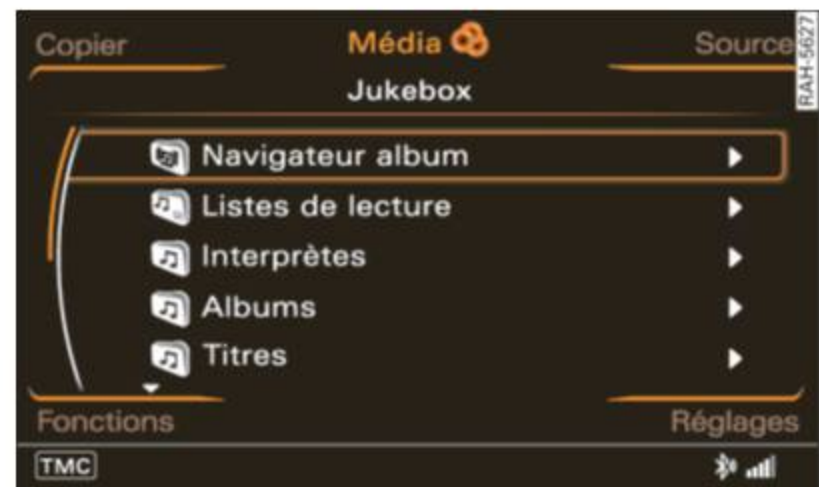 Copier
Média
Source
Jukebox
Navigateur album
Listes de lecture
Interprètes
Albums
Titres
Fonctions
Réglages
TMC
RAH-5627